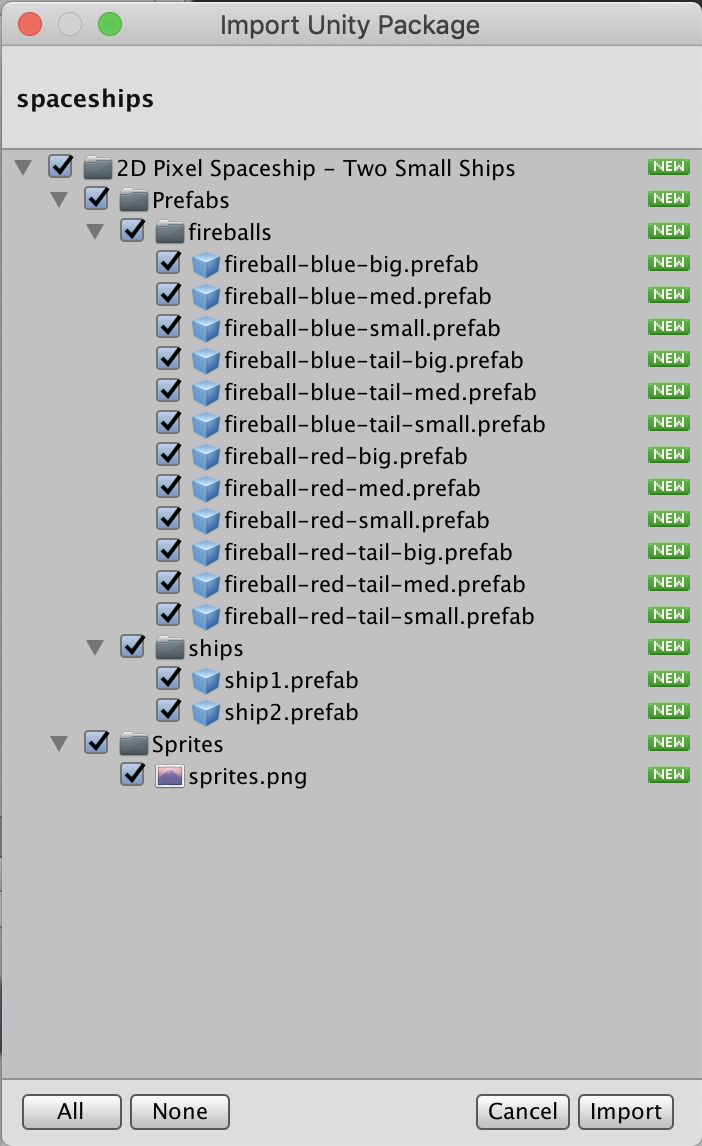 Import Unity Package
spaceships
2D Pixel Spaceship - Two Small Ships NEW
Prefabs NEW
fireballs NEW
fireball-blue-big.prefab NEW
fireball-blue-med.prefab NEW
fireball-blue-small.prefab NEW
fireball-blue-tail-big.prefab NEW
fireball-blue-tail-med.prefab NEW
fireball-blue-tail-small.prefab NEW
fireball-red-big.prefab NEW
fireball-red-med.prefab NEW
fireball-red-small.prefab NEW
fireball-red-tail-big.prefab NEW
fireball-red-tail-med.prefab NEW
fireball-red-tail-small.prefab NEW
ships NEW
ship1.prefab NEW
ship2.prefab NEW
Sprites NEW
sprites.png NEW
All None Cancel Import